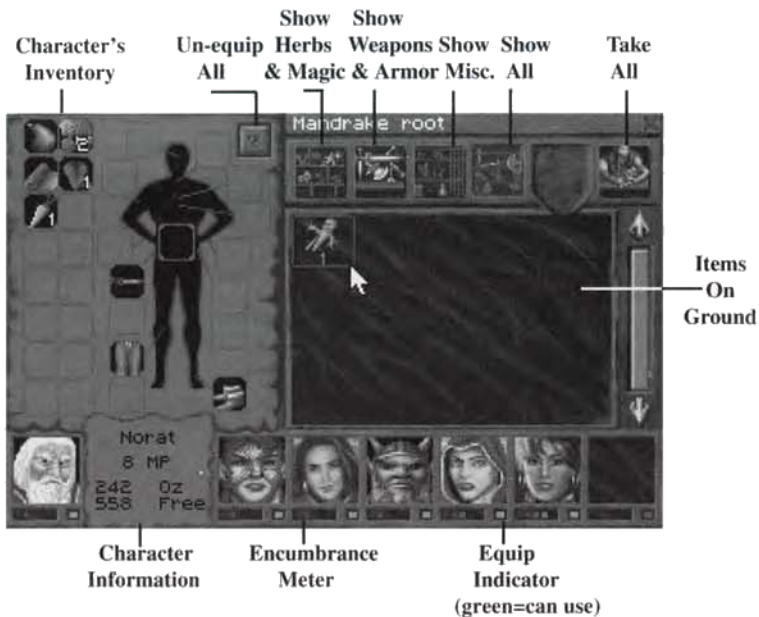 Show Show
Character's Un-equip Herbs Weapons Show Show Take
Inventory All & Magic & Armor Misc. All All
Mandrake root
2
1
1
1
Items
On
Ground
Norat
8 MP
242 Oz
558 Free
Character Encumbrance Equip
Information Meter Indicator
(green=can use)